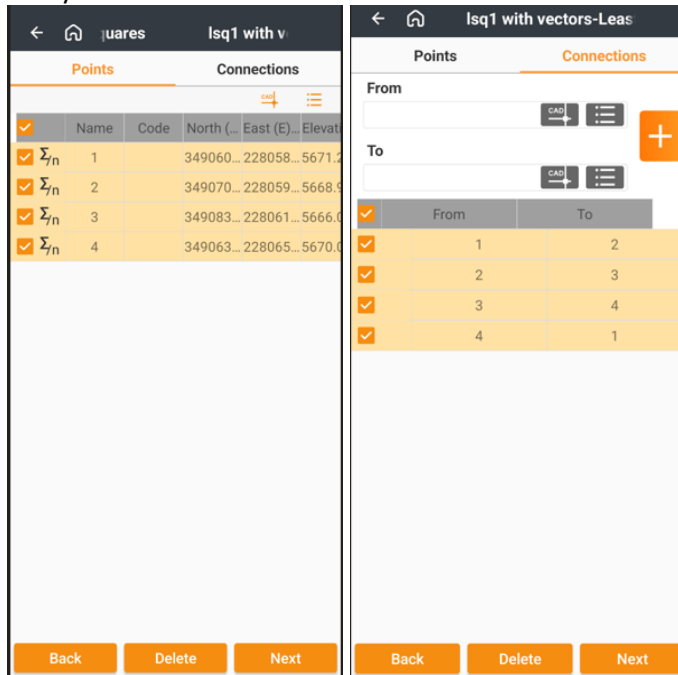 quares lsq1 with v
Points Connections
CAD
Name Code North (... East (E)... Elevati
Σ/n 1 349060... 228058... 5671.2
Σ/n 2 349070... 228059... 5668.9
Σ/n 3 349083... 228061... 5666.0
Σ/n 4 349063... 228065... 5670.0
Back Delete Next
lsq1 with vectors-Leas
Points Connections
From
CAD
+
To
CAD
From To
1 2
2 3
3 4
4 1
Back Delete Next